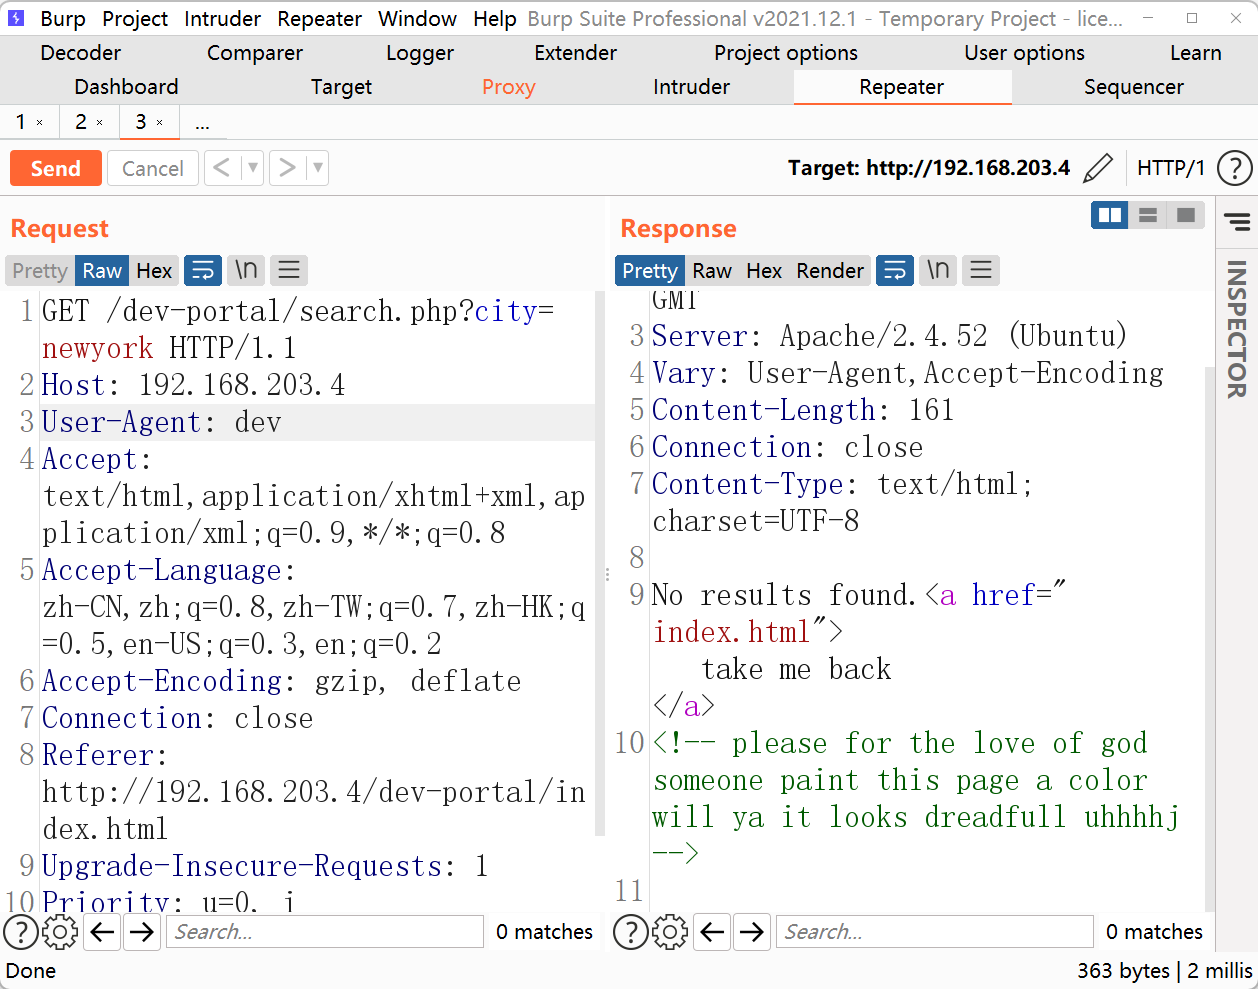 Burp Project Intruder Repeater Window Help Burp Suite Professional v2021.12.1 - Temporary Project - lice...
Decoder Comparer Logger Extender Project options User options Learn
Dashboard Target Proxy Intruder Repeater Sequencer
1 × 2 × 3 × ...
Send Cancel < ▼ > ▼ Target: http://192.168.203.4 HTTP/1 ?
Request
Pretty Raw Hex \n
1 GET /dev-portal/search.php?city=
newyork HTTP/1.1
2 Host: 192.168.203.4
3 User-Agent: dev
4 Accept:
text/html,application/xhtml+xml,ap
plication/xml;q=0.9,*/*;q=0.8
5 Accept-Language:
zh-CN,zh;q=0.8,zh-TW;q=0.7,zh-HK;q
=0.5,en-US;q=0.3,en;q=0.2
6 Accept-Encoding: gzip, deflate
7 Connection: close
8 Referer:
http://192.168.203.4/dev-portal/in
dex.html
9 Upgrade-Insecure-Requests: 1
10 Priority: u=0, i
? Search... 0 matches
Response
Pretty Raw Hex Render \n
GMT
3 Server: Apache/2.4.52 (Ubuntu)
4 Vary: User-Agent,Accept-Encoding
5 Content-Length: 161
6 Connection: close
7 Content-Type: text/html;
charset=UTF-8
8
9 No results found.<a href="
index.html">
take me back
</a>
10 <!-- please for the love of god
someone paint this page a color
will ya it looks dreadfull uhhhhj
-->
11
? Search... 0 matches
INSPECTOR
Done 363 bytes | 2 millis